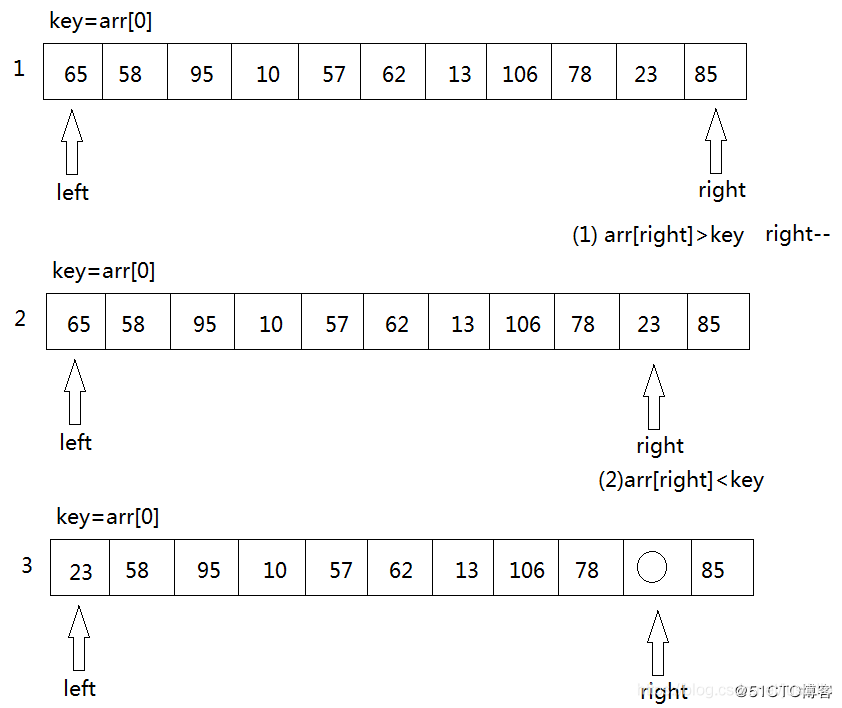 key=arr[0]
1 65 58 95 10 57 62 13 106 78 23 85
left right
(1) arr[right]>key right--
key=arr[0]
2 65 58 95 10 57 62 13 106 78 23 85
left right
(2)arr[right]<key
key=arr[0]
3 23 58 95 10 57 62 13 106 78 85
left right
@51CTO博客